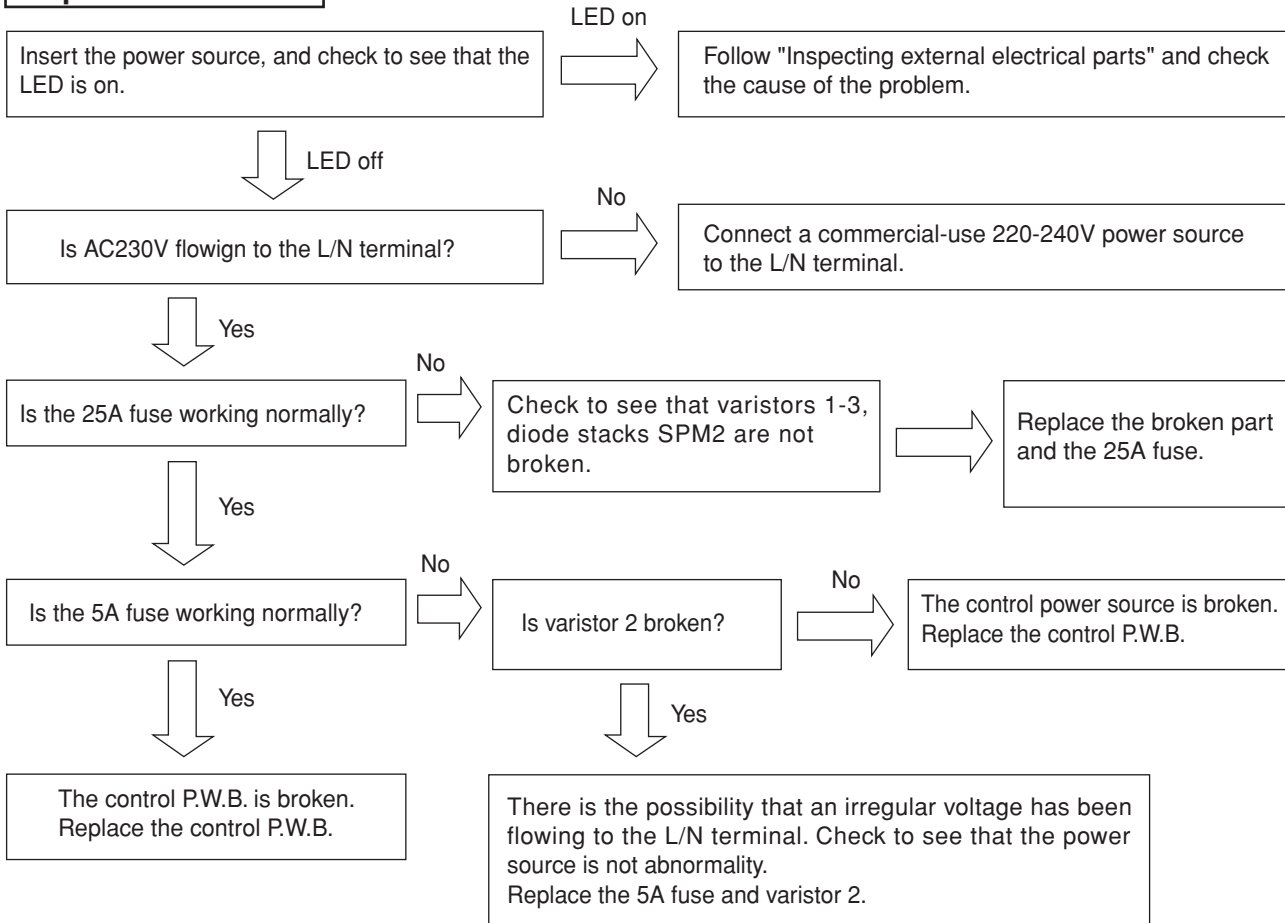 LED on
Insert the power source, and check to see that the
LED is on.
Follow "Inspecting external electrical parts" and check
the cause of the problem.
LED off
Is AC230V flowign to the L/N terminal?
No
Connect a commercial-use 220-240V power source
to the L/N terminal.
Yes
Is the 25A fuse working normally?
No
Check to see that varistors 1-3,
diode stacks SPM2 are not
broken.
Replace the broken part
and the 25A fuse.
Yes
Is the 5A fuse working normally?
No
Is varistor 2 broken?
No
The control power source is broken.
Replace the control P.W.B.
Yes
Yes
The control P.W.B. is broken.
Replace the control P.W.B.
There is the possibility that an irregular voltage has been
flowing to the L/N terminal. Check to see that the power
source is not abnormality.
Replace the 5A fuse and varistor 2.